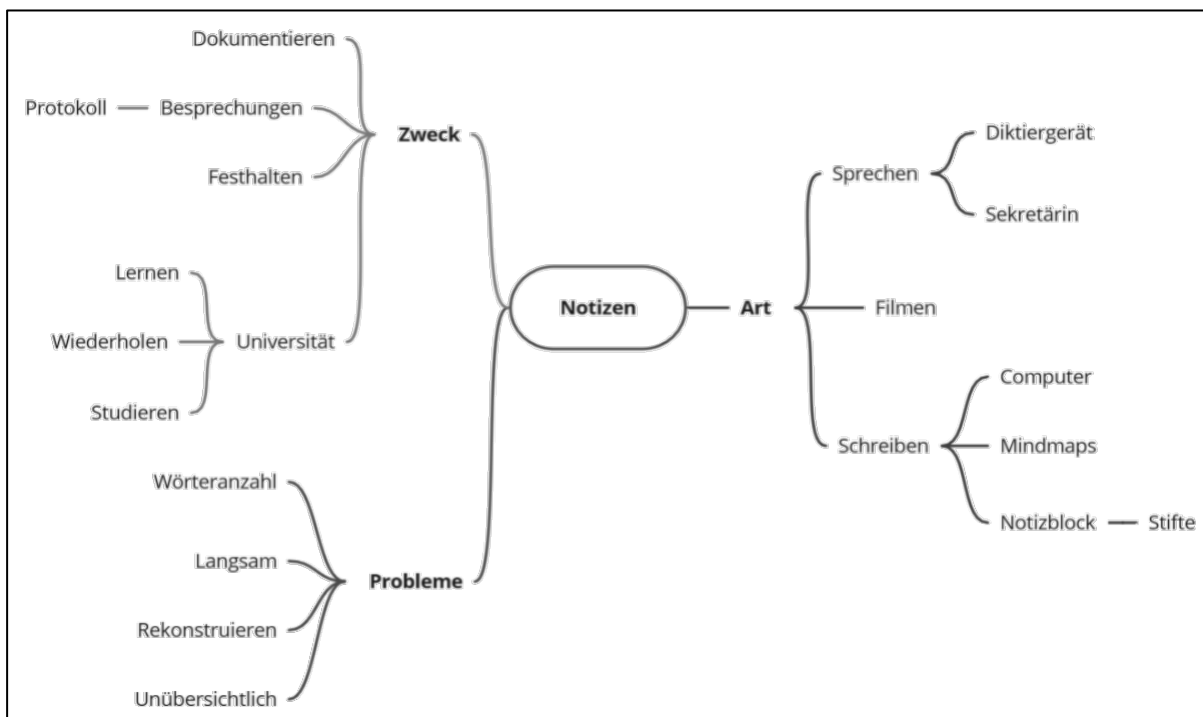 Dokumentieren
Protokoll
Besprechungen
Zweck
Festhalten
Lernen
Wiederholen
Universität
Studieren
Wörteranzahl
Langsam
Probleme
Rekonstruieren
Unübersichtlich
Notizen
Art
Sprechen
Diktiergerät
Sekretärin
Filmen
Schreiben
Computer
Mindmaps
Notizblock
Stifte